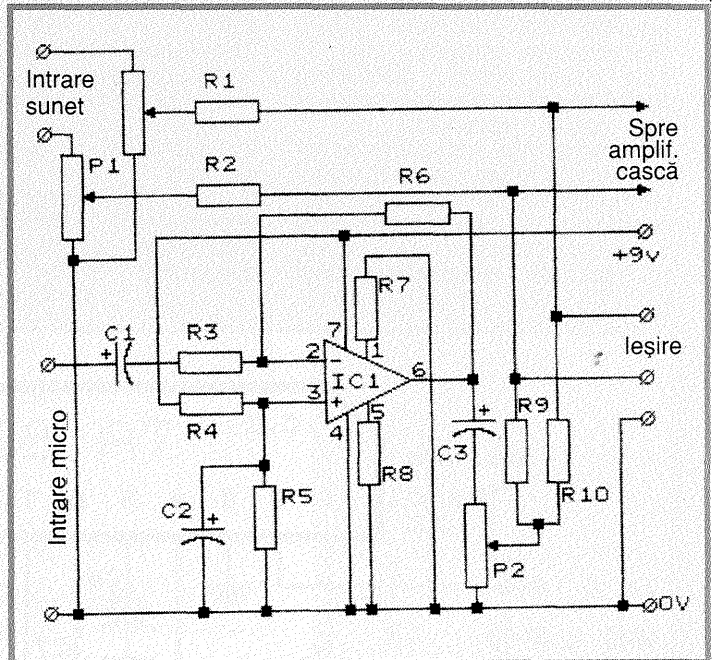 Intrare
sunet
R1
P1
R2
Spre
amplif.
cască
R6
+9v
R7
C1
R3
7
1
2
-
IC1
6
3
+
R4
4
5
Ieșire
R9
R10
C3
+
R8
R5
C2
+
P2
Intrare micro
+
0V